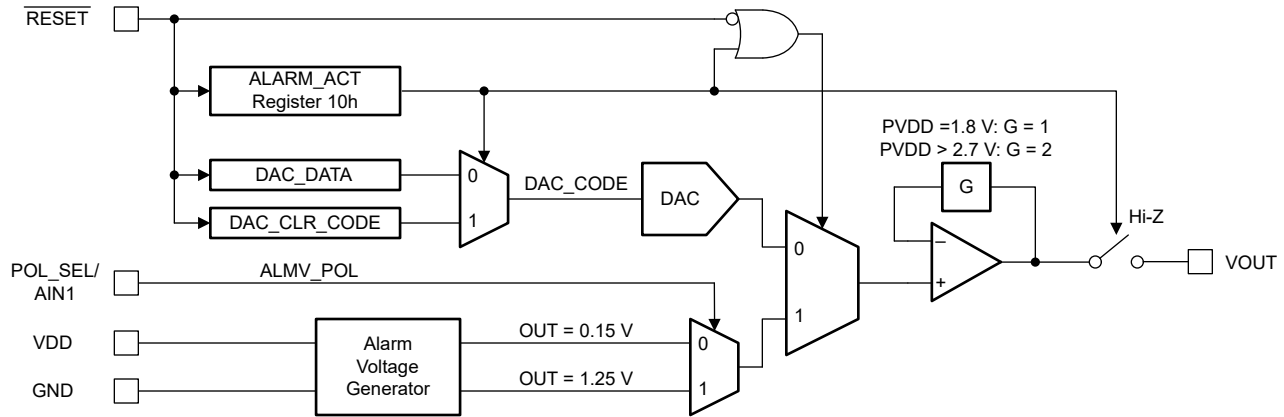 RESET
ALARM_ACT
Register 10h
PVDD =1.8 V: G = 1
PVDD > 2.7 V: G = 2
DAC_DATA
0
DAC_CODE
DAC
G
DAC_CLR_CODE
1
Hi-Z
0
–
+
VOUT
POL_SEL/
AIN1
ALMV_POL
1
VDD
Alarm
Voltage
Generator
OUT = 0.15 V
0
GND
OUT = 1.25 V
1